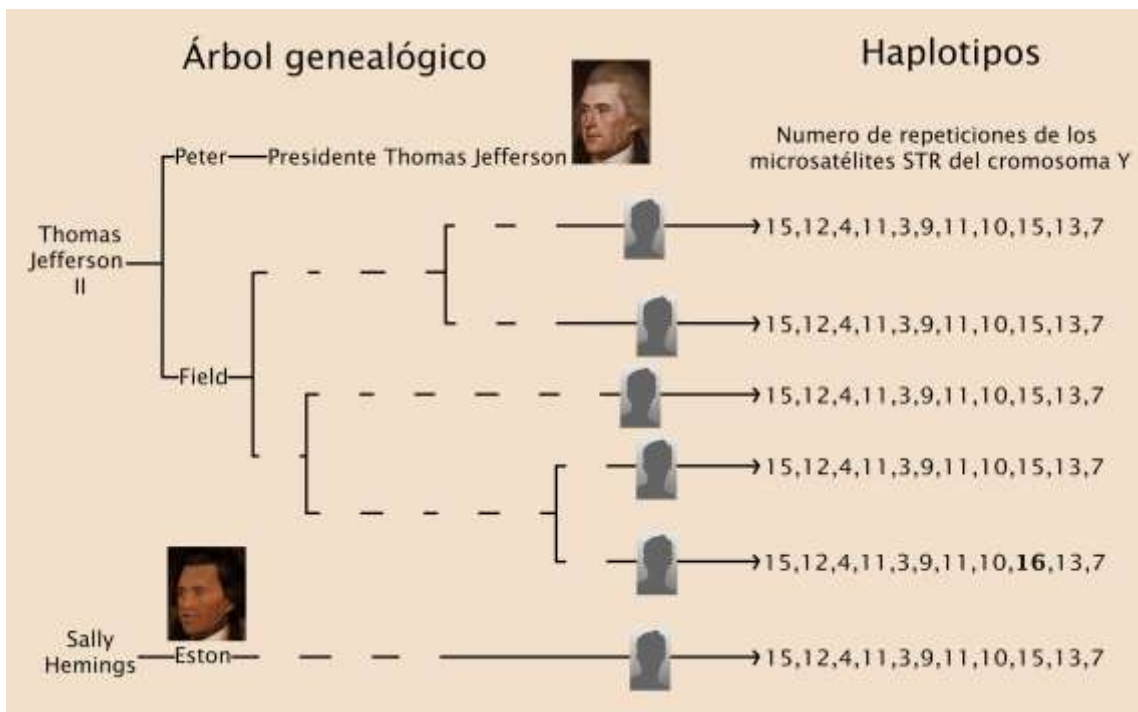 Árbol genealógico
Haplotipos
Numero de repeticiones de los
microsatélites STR del cromosoma Y
Peter
Presidente Thomas Jefferson
15,12,4,11,3,9,11,10,15,13,7
Thomas
Jefferson
II
15,12,4,11,3,9,11,10,15,13,7
Field
15,12,4,11,3,9,11,10,15,13,7
15,12,4,11,3,9,11,10,15,13,7
15,12,4,11,3,9,11,10,16,13,7
Sally
Hemings
Eston
15,12,4,11,3,9,11,10,15,13,7